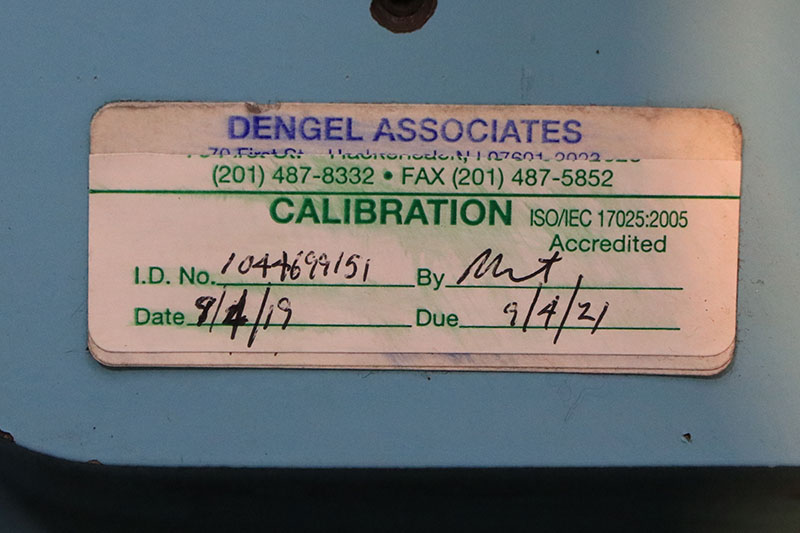 DENGEL ASSOCIATES
(201) 487-8332 • FAX (201) 487-5852
CALIBRATION ISO/IEC 17025:2005
Accredited
I.D. No. 1044699151 By
Date 9/4/19 Due 9/4/21